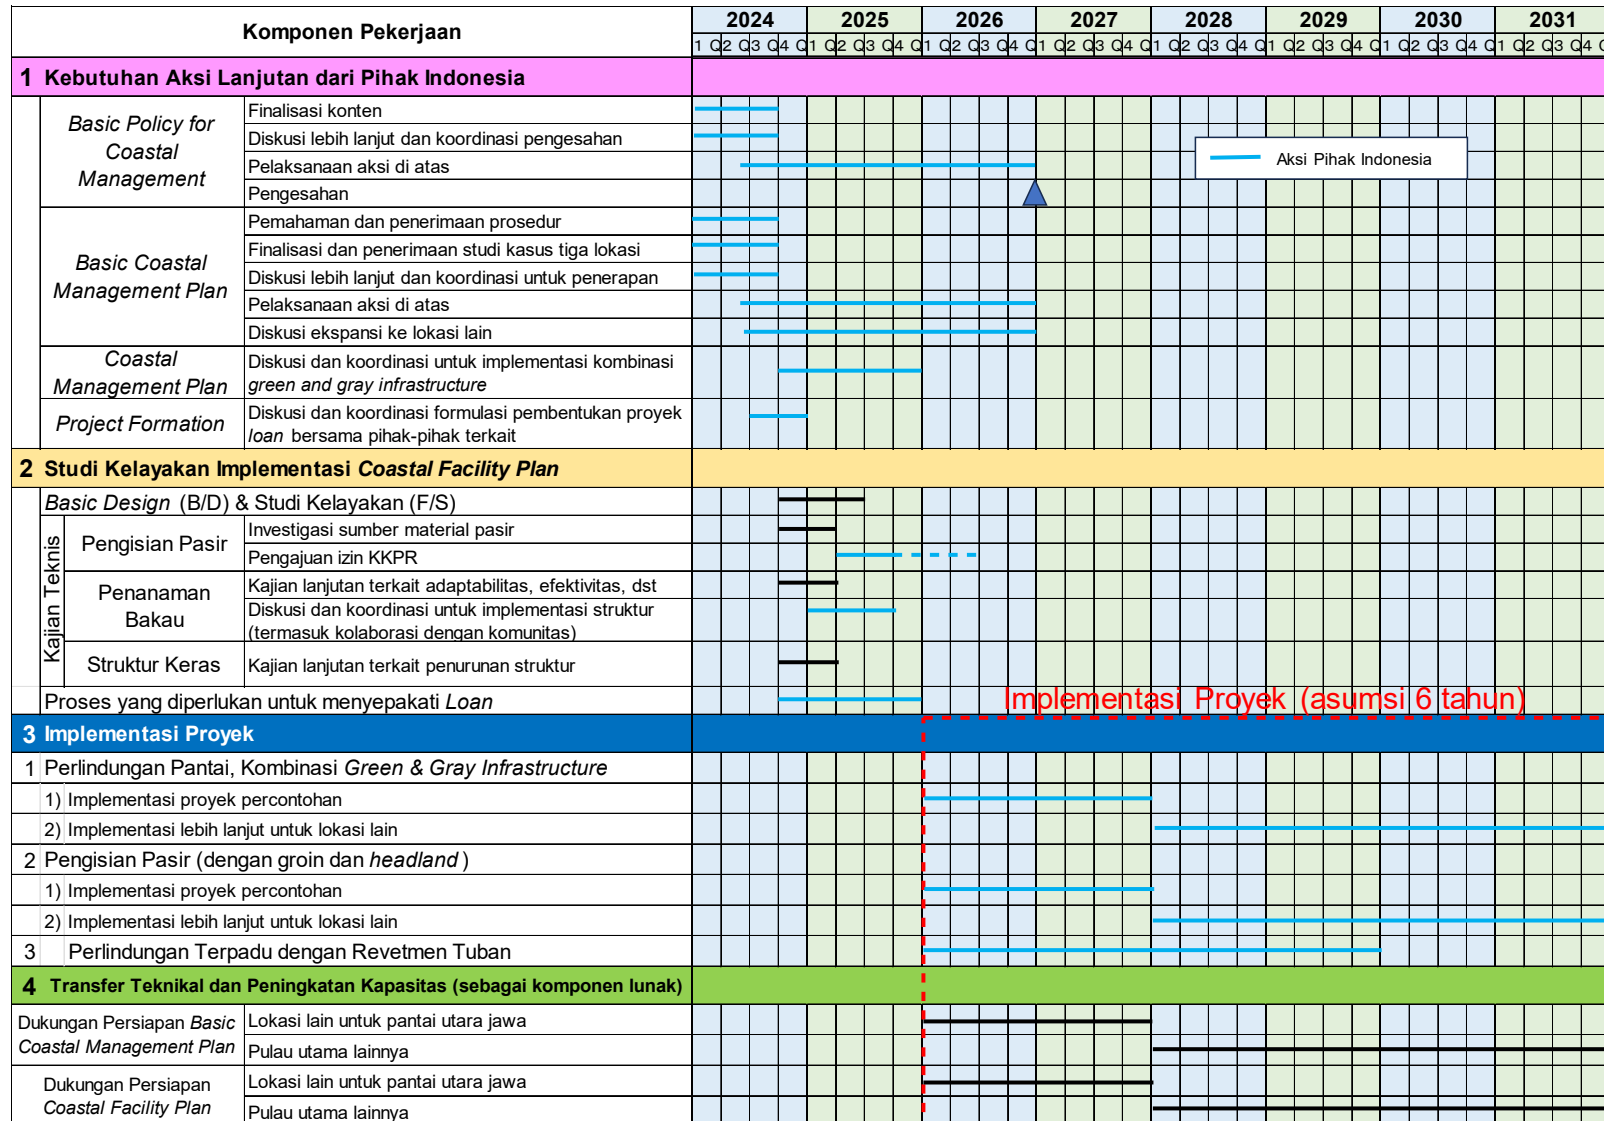 Komponen Pekerjaan
2024 2025 2026 2027 2028 2029 2030 2031
1 Q2 Q3 Q4 Q1 Q2 Q3 Q4 Q1 Q2 Q3 Q4 Q1 Q2 Q3 Q4 Q1 Q2 Q3 Q4 Q1 Q2 Q3 Q4 Q1 Q2 Q3 Q4 Q1 Q2 Q3 Q4 Q
1 Kebutuhan Aksi Lanjutan dari Pihak Indonesia
Basic Policy for
Coastal
Management
Finalisasi konten
Diskusi lebih lanjut dan koordinasi pengesahan
Pelaksanaan aksi di atas
Pengesahan
Aksi Pihak Indonesia
Basic Coastal
Management Plan
Pemahaman dan penerimaan prosedur
Finalisasi dan penerimaan studi kasus tiga lokasi
Diskusi lebih lanjut dan koordinasi untuk penerapan
Pelaksanaan aksi di atas
Diskusi ekspansi ke lokasi lain
Coastal
Management Plan
Diskusi dan koordinasi untuk implementasi kombinasi
green and gray infrastructure
Project Formation
Diskusi dan koordinasi formulasi pembentukan proyek
loan bersama pihak-pihak terkait
2 Studi Kelayakan Implementasi Coastal Facility Plan
Basic Design (B/D) & Studi Kelayakan (F/S)
Kajian Teknis
Pengisian Pasir
Investigasi sumber material pasir
Pengajuan izin KKPR
Penanaman
Bakau
Kajian lanjutan terkait adaptabilitas, efektivitas, dst
Diskusi dan koordinasi untuk implementasi struktur
(termasuk kolaborasi dengan komunitas)
Struktur Keras
Kajian lanjutan terkait penurunan struktur
Proses yang diperlukan untuk menyepakati Loan
Implementasi Proyek (asumsi 6 tahun)
3 Implementasi Proyek
1 Perlindungan Pantai, Kombinasi Green & Gray Infrastructure
1) Implementasi proyek percontohan
2) Implementasi lebih lanjut untuk lokasi lain
2 Pengisian Pasir (dengan groin dan headland)
1) Implementasi proyek percontohan
2) Implementasi lebih lanjut untuk lokasi lain
3 Perlindungan Terpadu dengan Revetmen Tuban
4 Transfer Teknikal dan Peningkatan Kapasitas (sebagai komponen lunak)
Dukungan Persiapan Basic
Coastal Management Plan
Lokasi lain untuk pantai utara jawa
Pulau utama lainnya
Dukungan Persiapan
Coastal Facility Plan
Lokasi lain untuk pantai utara jawa
Pulau utama lainnya